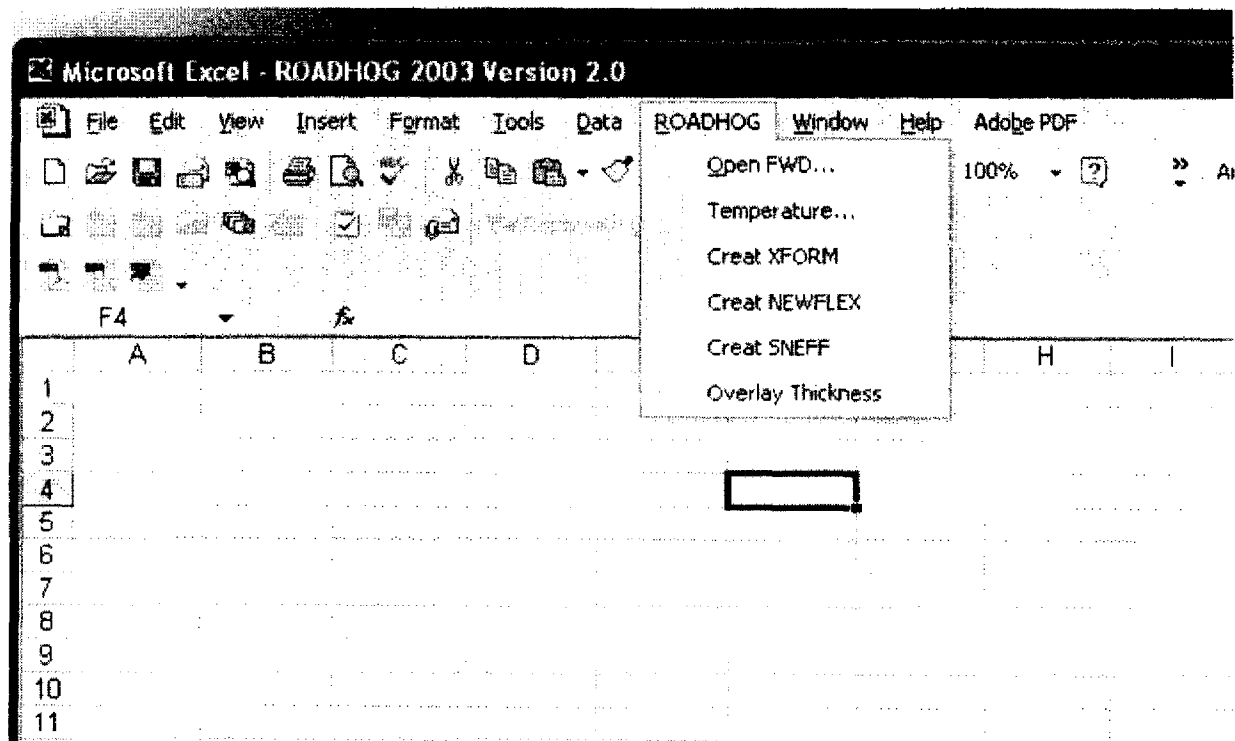 Microsoft Excel - ROADHOG 2003 Version 2.0
File Edit View Insert Format Tools Data ROADHOG Window Help Adobe PDF
Open FWD...
100%
Temperature...
Creat XFORM
Creat NEWFLEX
F4
fx
Creat SNEFF
A B C D H I
Overlay Thickness
1
2
3
4
5
6
7
8
9
10
11